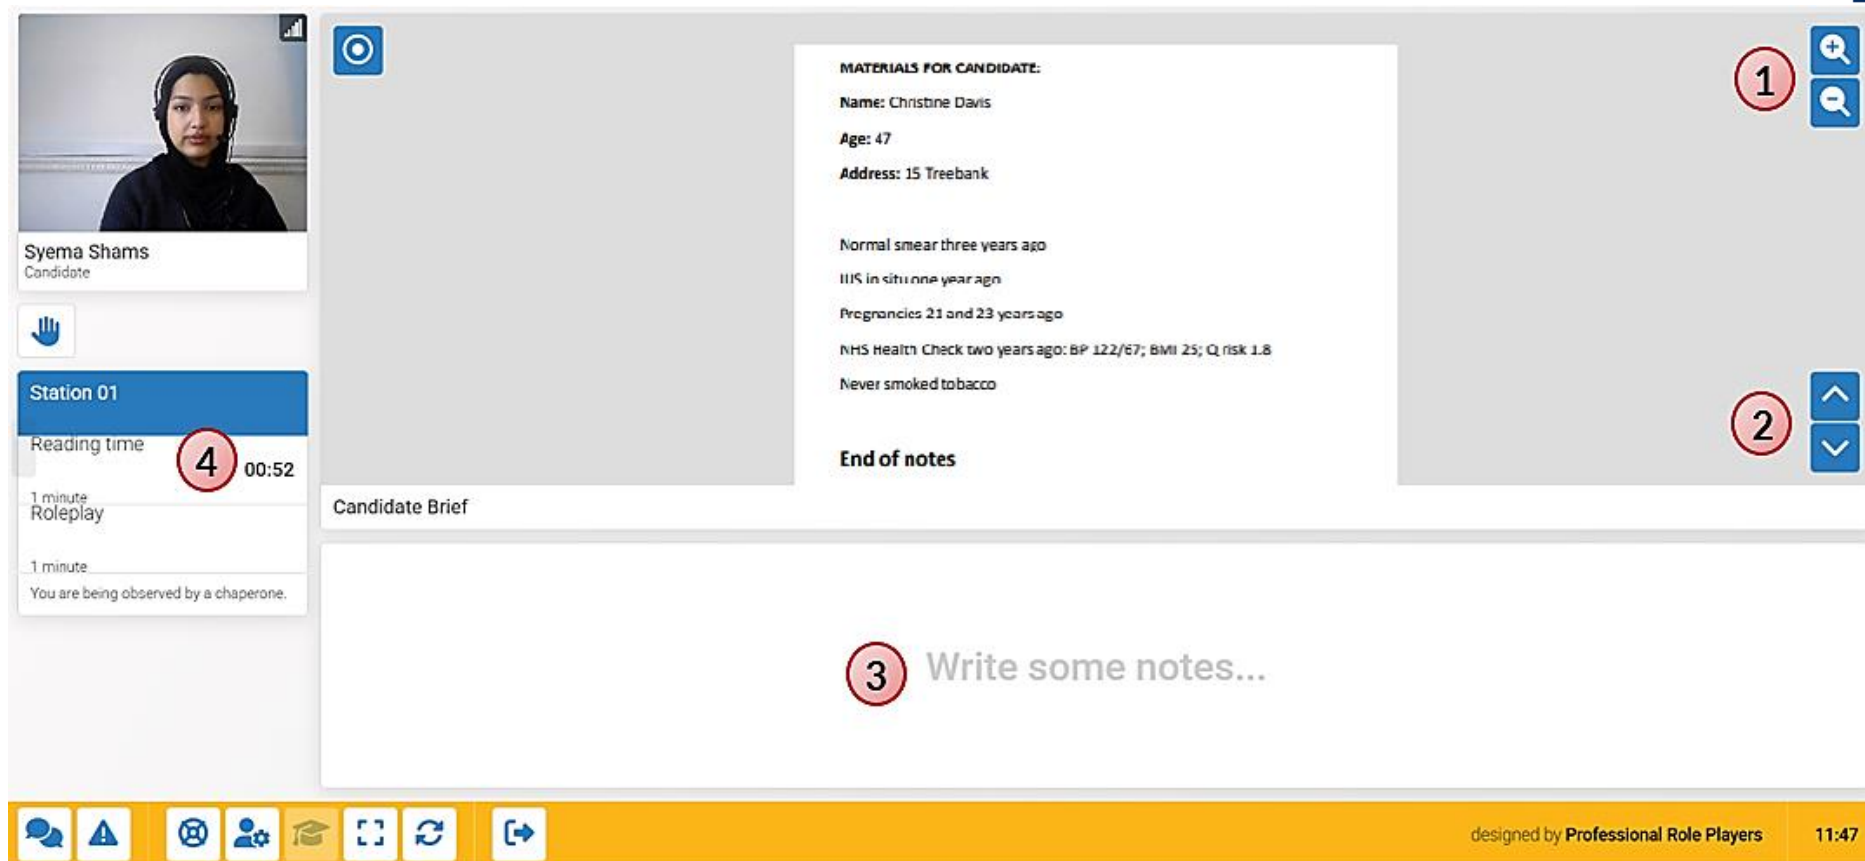 Syema Shams
Candidate
Station 01
Reading time
4
00:52
1 minute
Roleplay
1 minute
You are being observed by a chaperone.
MATERIALS FOR CANDIDATE:
Name: Christine Davis
Age: 47
Address: 15 Treebank
Normal smear three years ago
IUS in situ one year ago
Pregnancies 21 and 23 years ago
NHS Health Check two years ago: BP 122/67; BMI 25; Q risk 1.8
Never smoked tobacco
End of notes
1
2
Candidate Brief
3
Write some notes...
designed by Professional Role Players
11:47